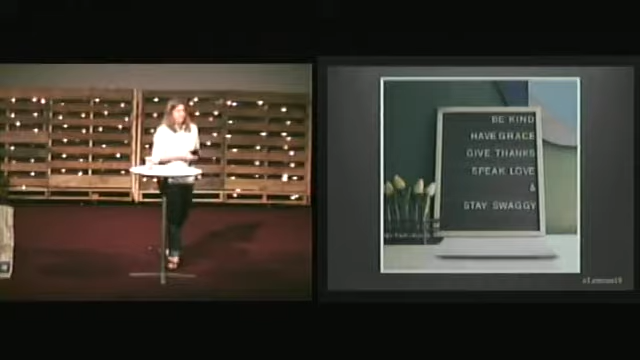 BE KIND
HAVE GRACE
GIVE THANKS
SPEAK LOVE
&
STAY SWAGGY